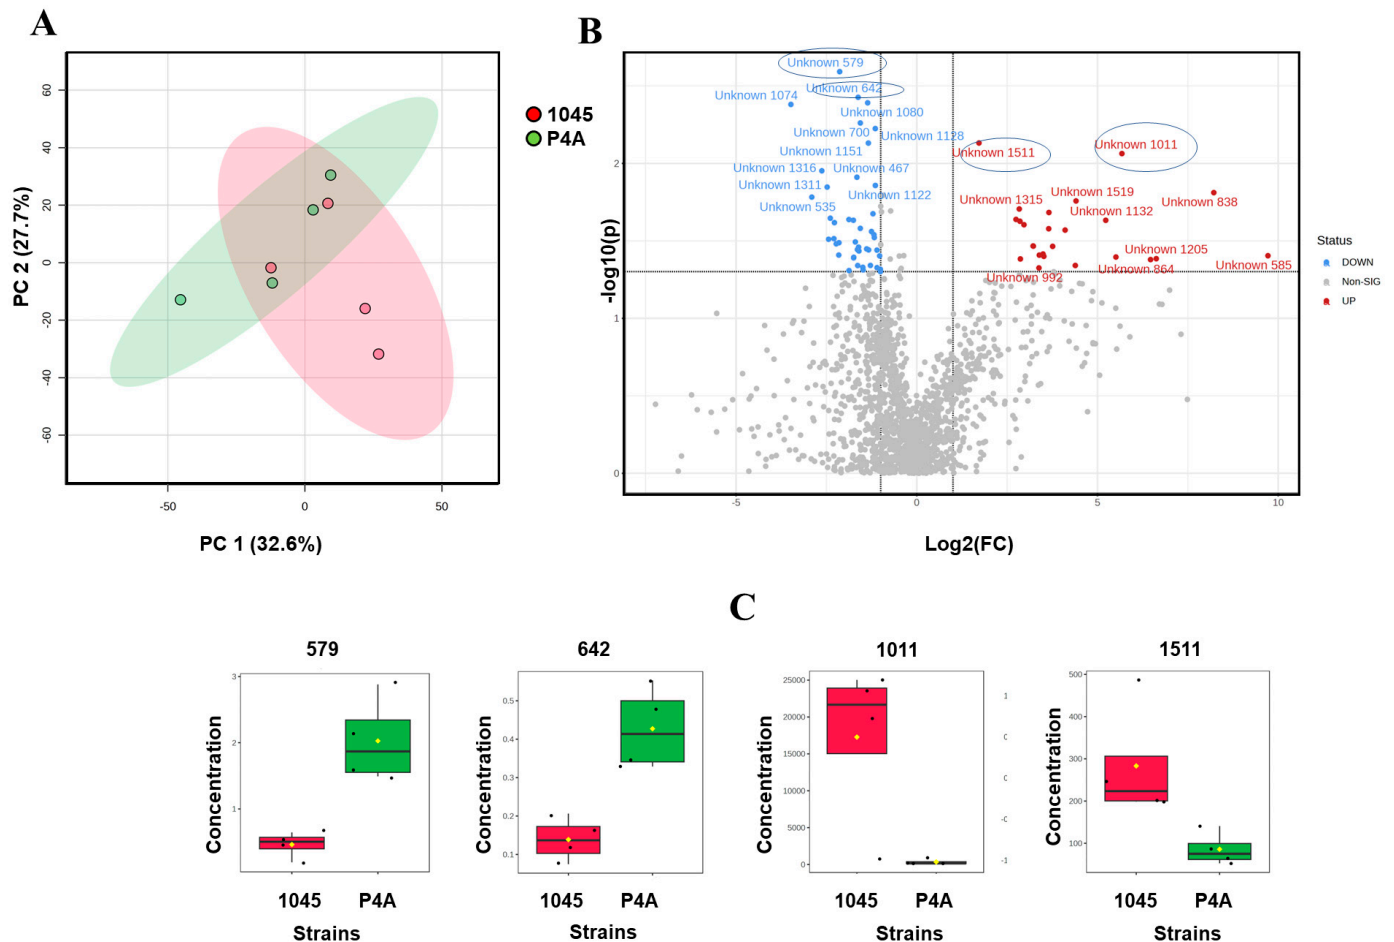 A
B
60
40
20
0
-20
-40
-60
PC 2 (27.7%)
-50
0
50
PC 1 (32.6%)
1045
P4A
Unknown 579
Unknown 642
Unknown 1074
Unknown 1080
Unknown 700
Unknown 1128
Unknown 1151
Unknown 1316
Unknown 467
Unknown 1311
Unknown 1122
Unknown 535
Unknown 1511
Unknown 1011
Unknown 1519
Unknown 1315
Unknown 838
Unknown 1132
Unknown 1205
Unknown 864
Unknown 585
Unknown 992
2
1
0
-log10(p)
-5
0
5
10
Log2(FC)
Status
DOWN
Non-SIG
UP
C
579
3
2
1
Concentration
1045
P4A
Strains
642
0.5
0.4
0.3
0.2
0.1
Concentration
1045
P4A
Strains
1011
25000
20000
15000
10000
5000
0
Concentration
1045
P4A
Strains
1
0
0
-0
-1
1511
500
400
300
200
100
Concentration
1045
P4A
Strains